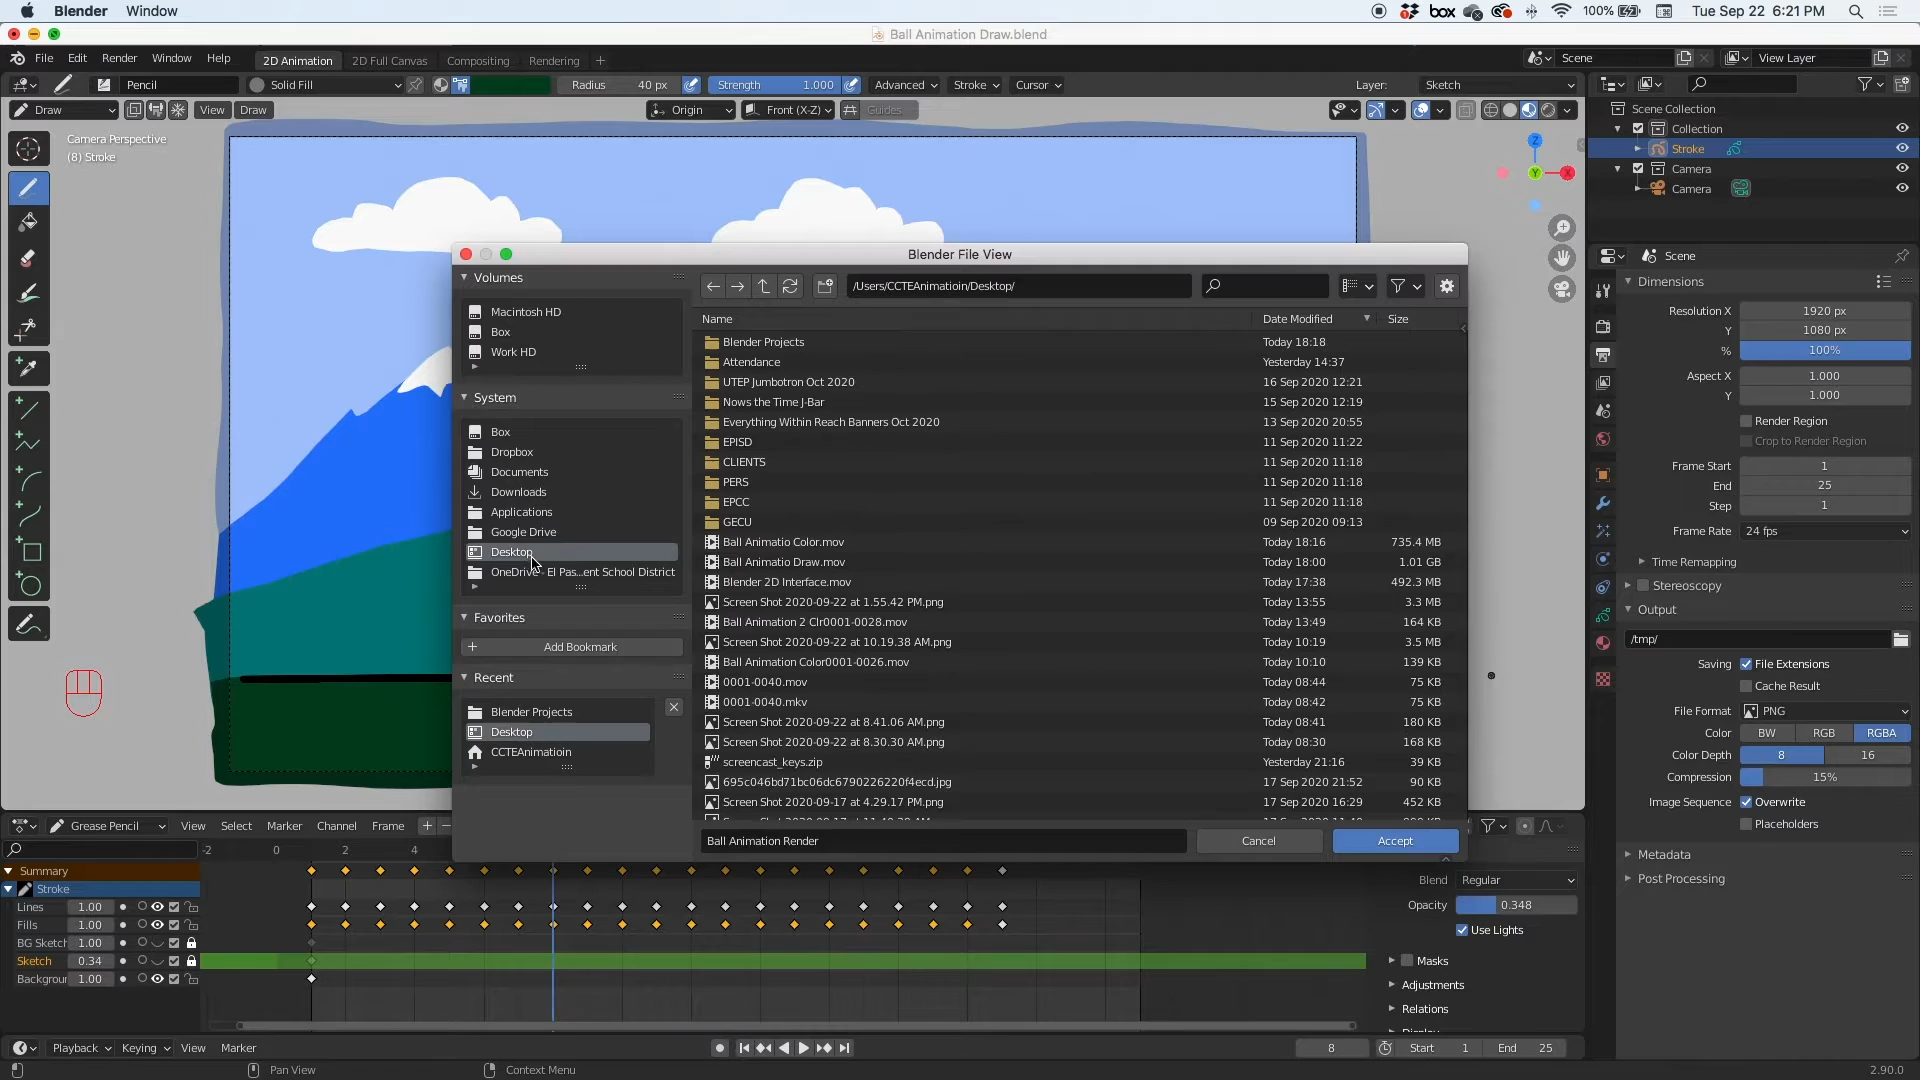 Blender Window
box 100% Tue Sep 22 6:21 PM
Ball Animation Draw.blend
File Edit Render Window Help 2D Animation 2D Full Canvas Compositing Rendering + Scene View Layer
Pencil Solid Fill Radius 40 px Strength 1.000 Advanced Stroke Cursor Layer: Sketch
Draw View Draw Origin Front (X-Z) Guides
Camera Perspective
(8) Stroke
Z
Y X
Scene Collection
Collection
Stroke
Camera
Camera
Blender File View
Volumes
Macintosh HD
Box
Work HD
System
Box
Dropbox
Documents
Downloads
Applications
Google Drive
Desktop
OneDrive - El Pas...ent School District
Favorites
+ Add Bookmark
Recent
Blender Projects
Desktop
CCTEAnimatioin
/Users/CCTEAnimatioin/Desktop/
Name Date Modified Size
Blender Projects Today 18:18
Attendance Yesterday 14:37
UTEP Jumbotron Oct 2020 16 Sep 2020 12:21
Nows the Time J-Bar 15 Sep 2020 12:19
Everything Within Reach Banners Oct 2020 13 Sep 2020 20:55
EPISD 11 Sep 2020 11:22
CLIENTS 11 Sep 2020 11:18
PERS 11 Sep 2020 11:18
EPCC 11 Sep 2020 11:18
GECU 09 Sep 2020 09:13
Ball Animatio Color.mov Today 18:16 735.4 MB
Ball Animatio Draw.mov Today 18:00 1.01 GB
Blender 2D Interface.mov Today 17:38 492.3 MB
Screen Shot 2020-09-22 at 1.55.42 PM.png Today 13:55 3.3 MB
Ball Animation 2 Clr0001-0028.mov Today 13:49 164 KB
Screen Shot 2020-09-22 at 10.19.38 AM.png Today 10:19 3.5 MB
Ball Animation Color0001-0026.mov Today 10:10 139 KB
0001-0040.mov Today 08:44 75 KB
0001-0040.mkv Today 08:42 75 KB
Screen Shot 2020-09-22 at 8.41.06 AM.png Today 08:41 180 KB
Screen Shot 2020-09-22 at 8.30.30 AM.png Today 08:30 168 KB
screencast_keys.zip Yesterday 21:16 39 KB
695c046bd71bc06dc6790226220f4ecd.jpg 17 Sep 2020 21:52 90 KB
Screen Shot 2020-09-17 at 4.29.17 PM.png 17 Sep 2020 16:29 452 KB
Ball Animation Render Cancel Accept
Scene
Dimensions
Resolution X 1920 px
Y 1080 px
% 100%
Aspect X 1.000
Y 1.000
Render Region
Crop to Render Region
Frame Start 1
End 25
Step 1
Frame Rate 24 fps
Time Remapping
Stereoscopy
Output
/tmp/
Saving File Extensions
Cache Result
File Format PNG
Color BW RGB RGBA
Color Depth 8 16
Compression 15%
Image Sequence Overwrite
Placeholders
Metadata
Post Processing
Grease Pencil View Select Marker Channel Frame + −
-2 0 2 4
Summary
Stroke
Lines 1.00
Fills 1.00
BG Sketch 1.00
Sketch 0.34
Backgrour 1.00
Blend Regular
Opacity 0.348
Use Lights
Masks
Adjustments
Relations
Playback Keying View Marker 8 Start 1 End 25
Pan View Context Menu 2.90.0